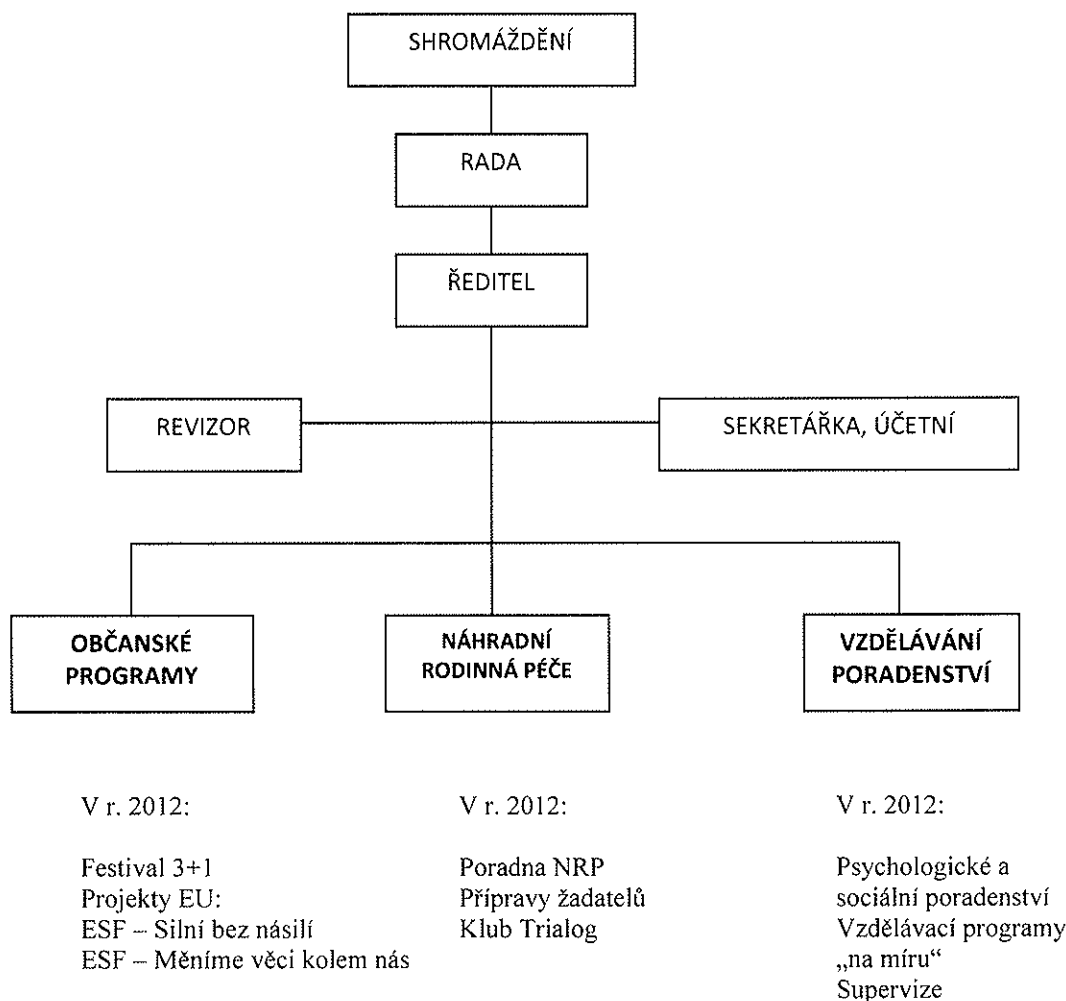 SHROMÁŽDĚNÍ
RADA
ŘEDITEL
REVIZOR
SEKRETÁŘKA, ÚČETNÍ
OBČANSKÉ
PROGRAMY
NÁHRADNÍ
RODINNÁ PÉČE
VZDĚLÁVÁNÍ
PORADENSTVÍ
V r. 2012:
Festival 3+1
Projekty EU:
ESF – Silní bez násilí
ESF – Měníme věci kolem nás
V r. 2012:
Poradna NRP
Přípravy žadatelů
Klub Trialog
V r. 2012:
Psychologické a
sociální poradenství
Vzdělávací programy
„na míru“
Supervize